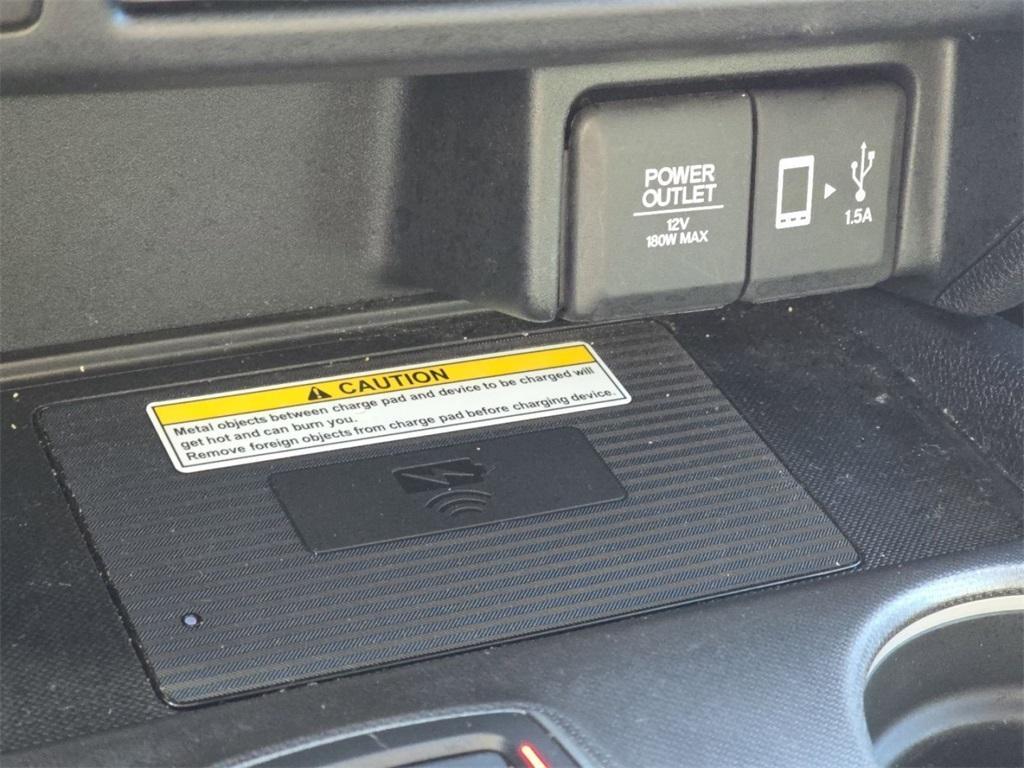 POWER
OUTLET
12V
180W MAX
1.5A
CAUTION
Metal objects between charge pad and device to be charged will
get hot and can burn you.
Remove foreign objects from charge pad before charging device.